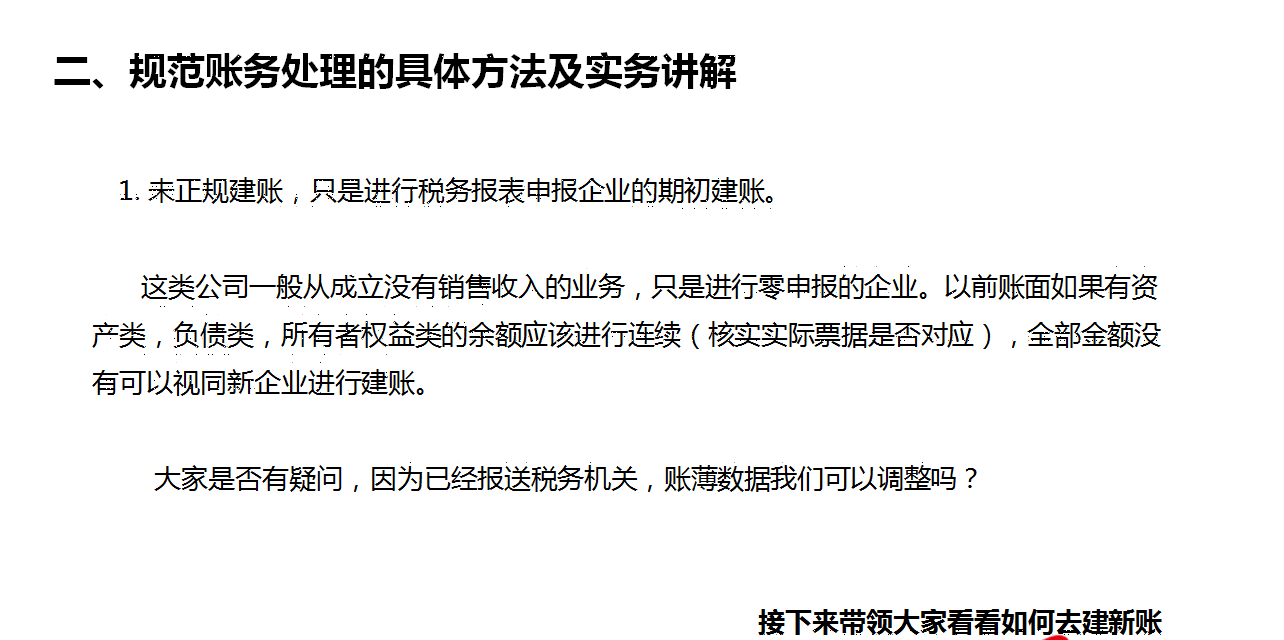 二、规范账务处理的具体方法及实务讲解
1. 未正规建账，只是进行税务报表申报企业的期初建账。
这类公司一般从成立没有销售收入的业务，只是进行零申报的企业。以前账面如果有资
产类，负债类，所有者权益类的余额应该进行连续（核实实际票据是否对应），全部金额没
有可以视同新企业进行建账。
大家是否有疑问，因为已经报送税务机关，账薄数据我们可以调整吗？
接下来带领大家看看如何去建新账